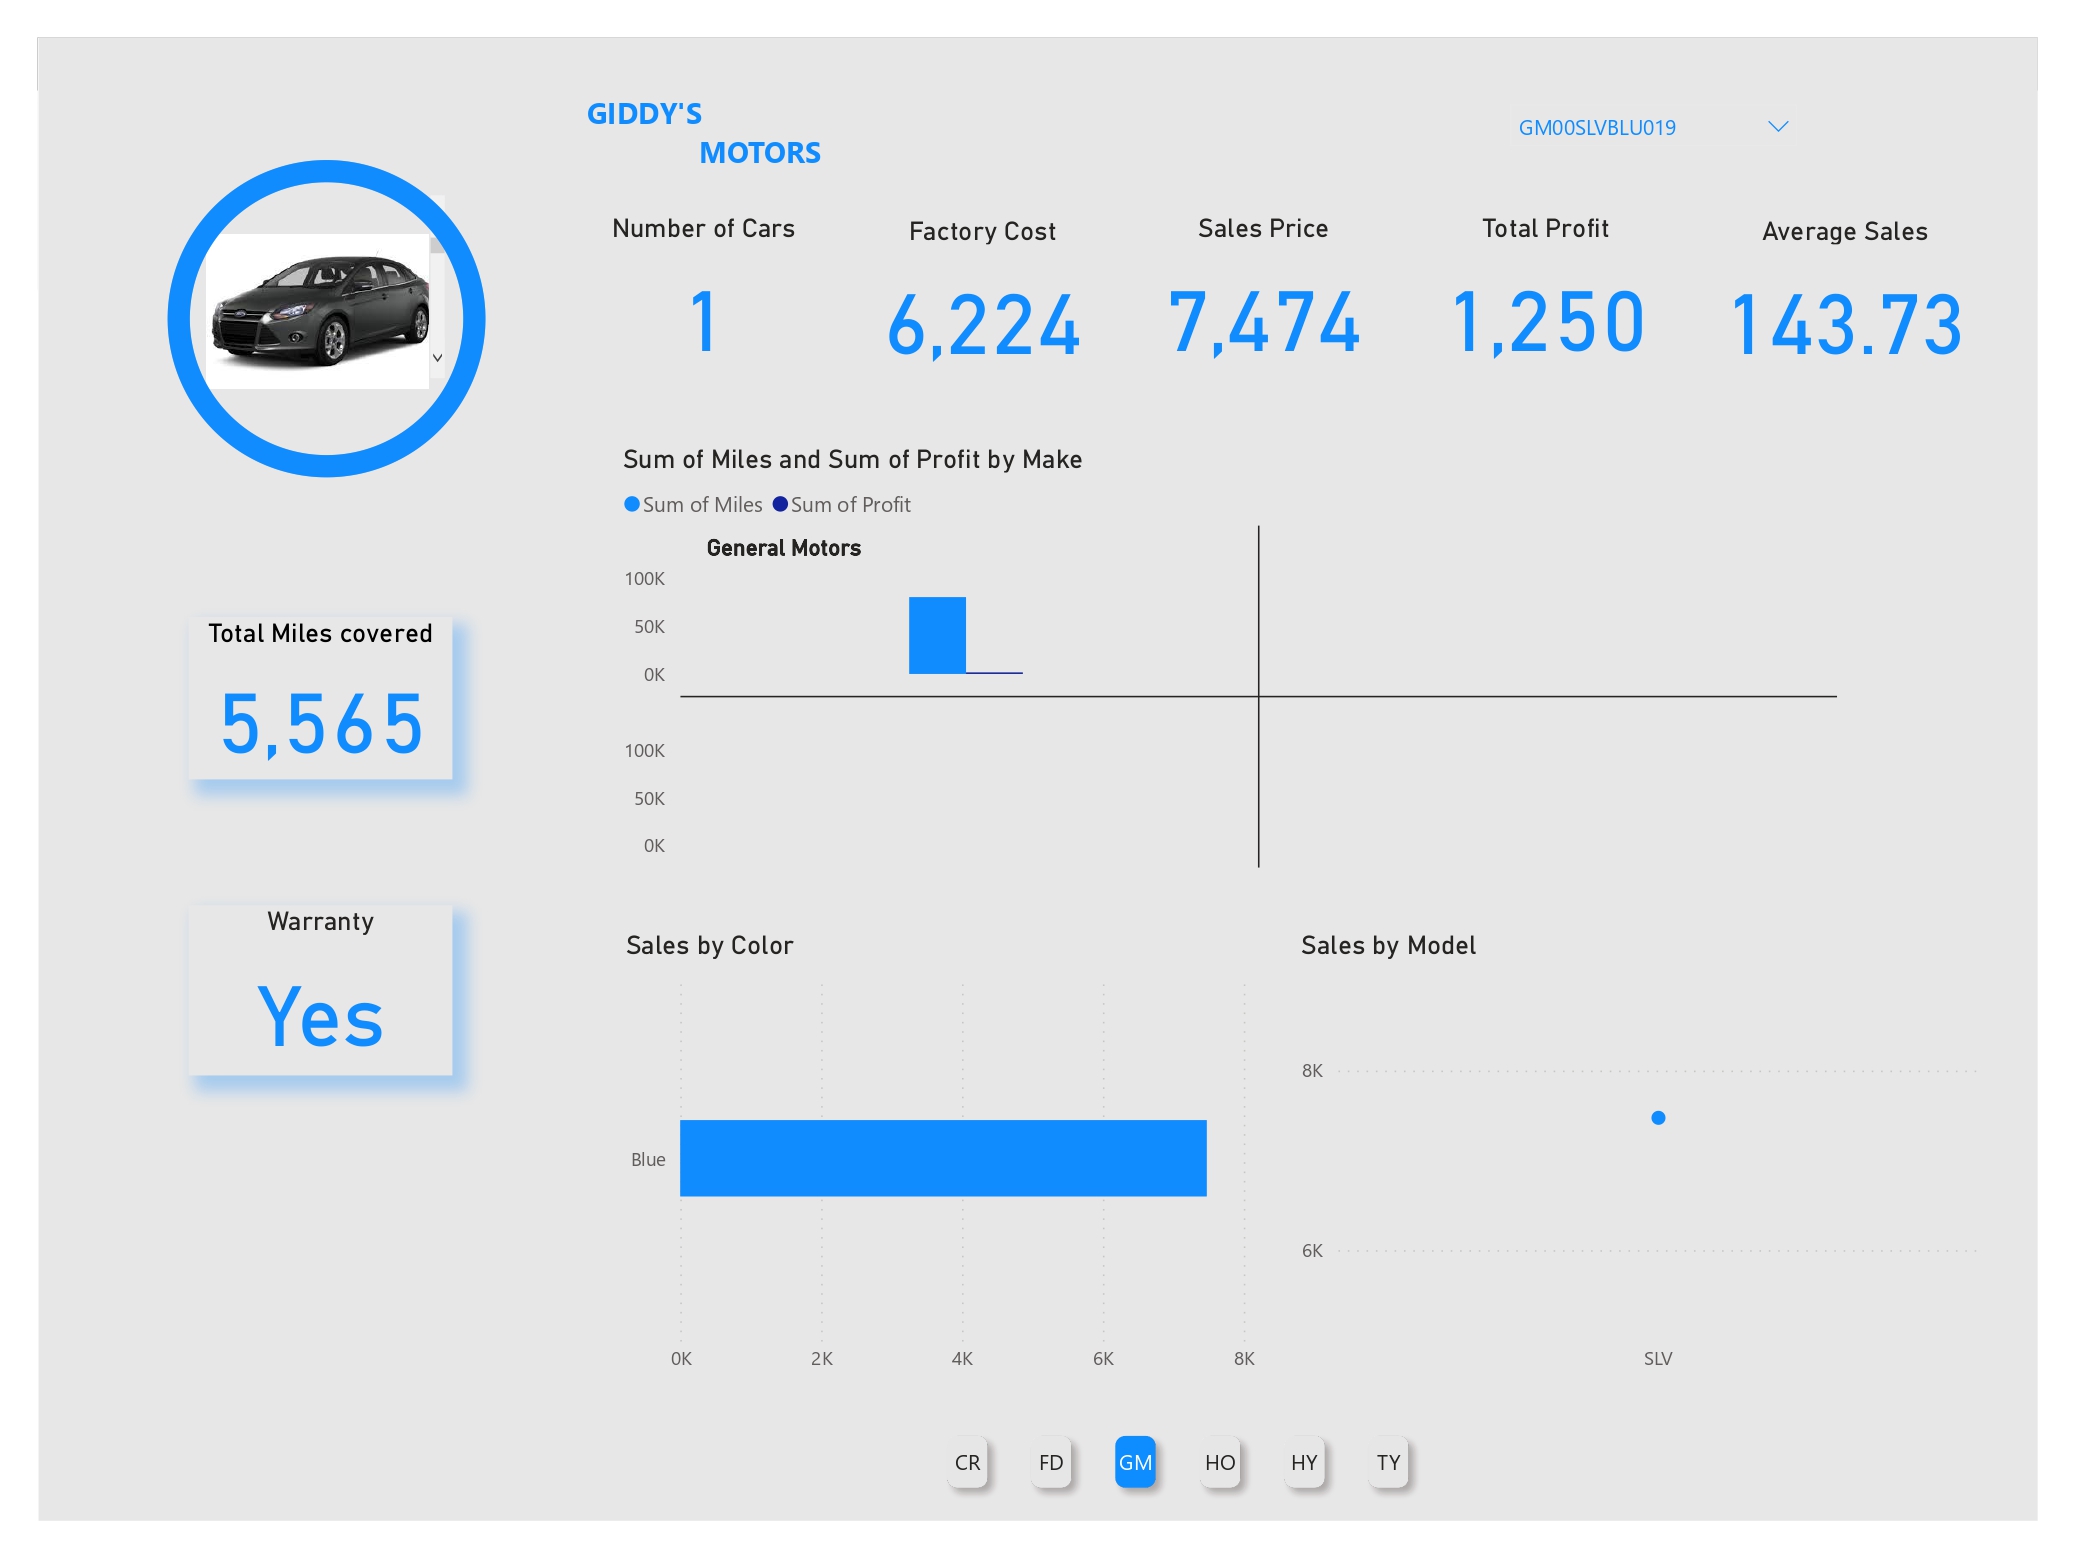 GIDDY'S
MOTORS
GM00SLVBLU019
Number of Cars
1
Factory Cost
6,224
Sales Price
7,474
Total Profit
1,250
Average Sales
143.73
Total Miles covered
5,565
Warranty
Yes
Sum of Miles and Sum of Profit by Make
Sum of Miles Sum of Profit
General Motors
100K
50K
0K
100K
50K
0K
Sales by Color
Blue
0K 2K 4K 6K 8K
Sales by Model
8K
6K
SLV
CR FD GM HO HY TY